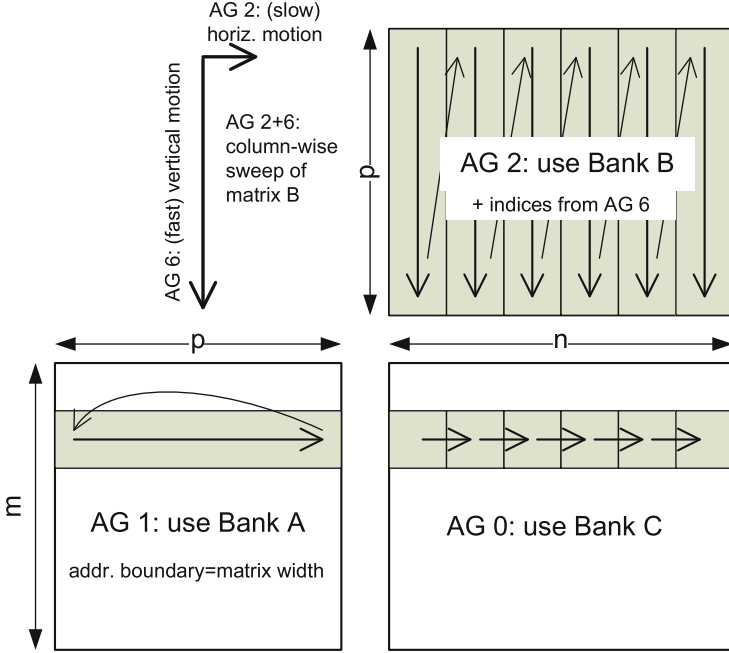 AG 2: (slow)
horiz. motion
AG 6: (fast) vertical motion
AG 2+6:
column-wise
sweep of
matrix B
p
AG 2: use Bank B
+ indices from AG 6
p
n
m
AG 1: use Bank A
addr. boundary=matrix width
AG 0: use Bank C